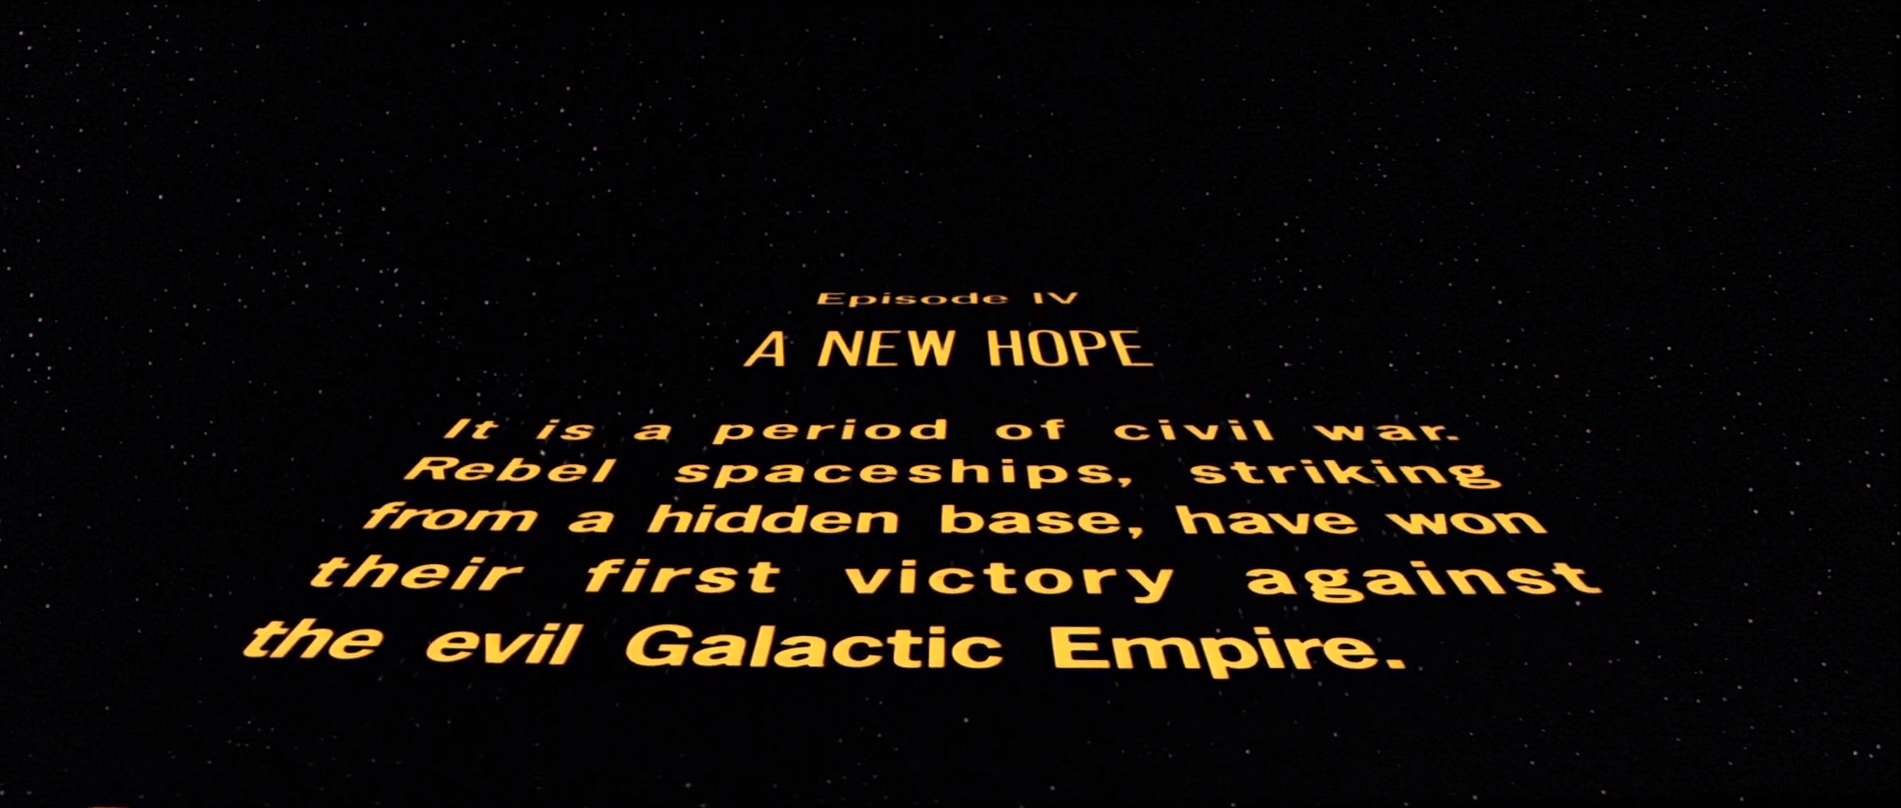 Episode IV
A NEW HOPE
It is a period of civil war.
Rebel spaceships, striking
from a hidden base, have won
their first victory against
the evil Galactic Empire.